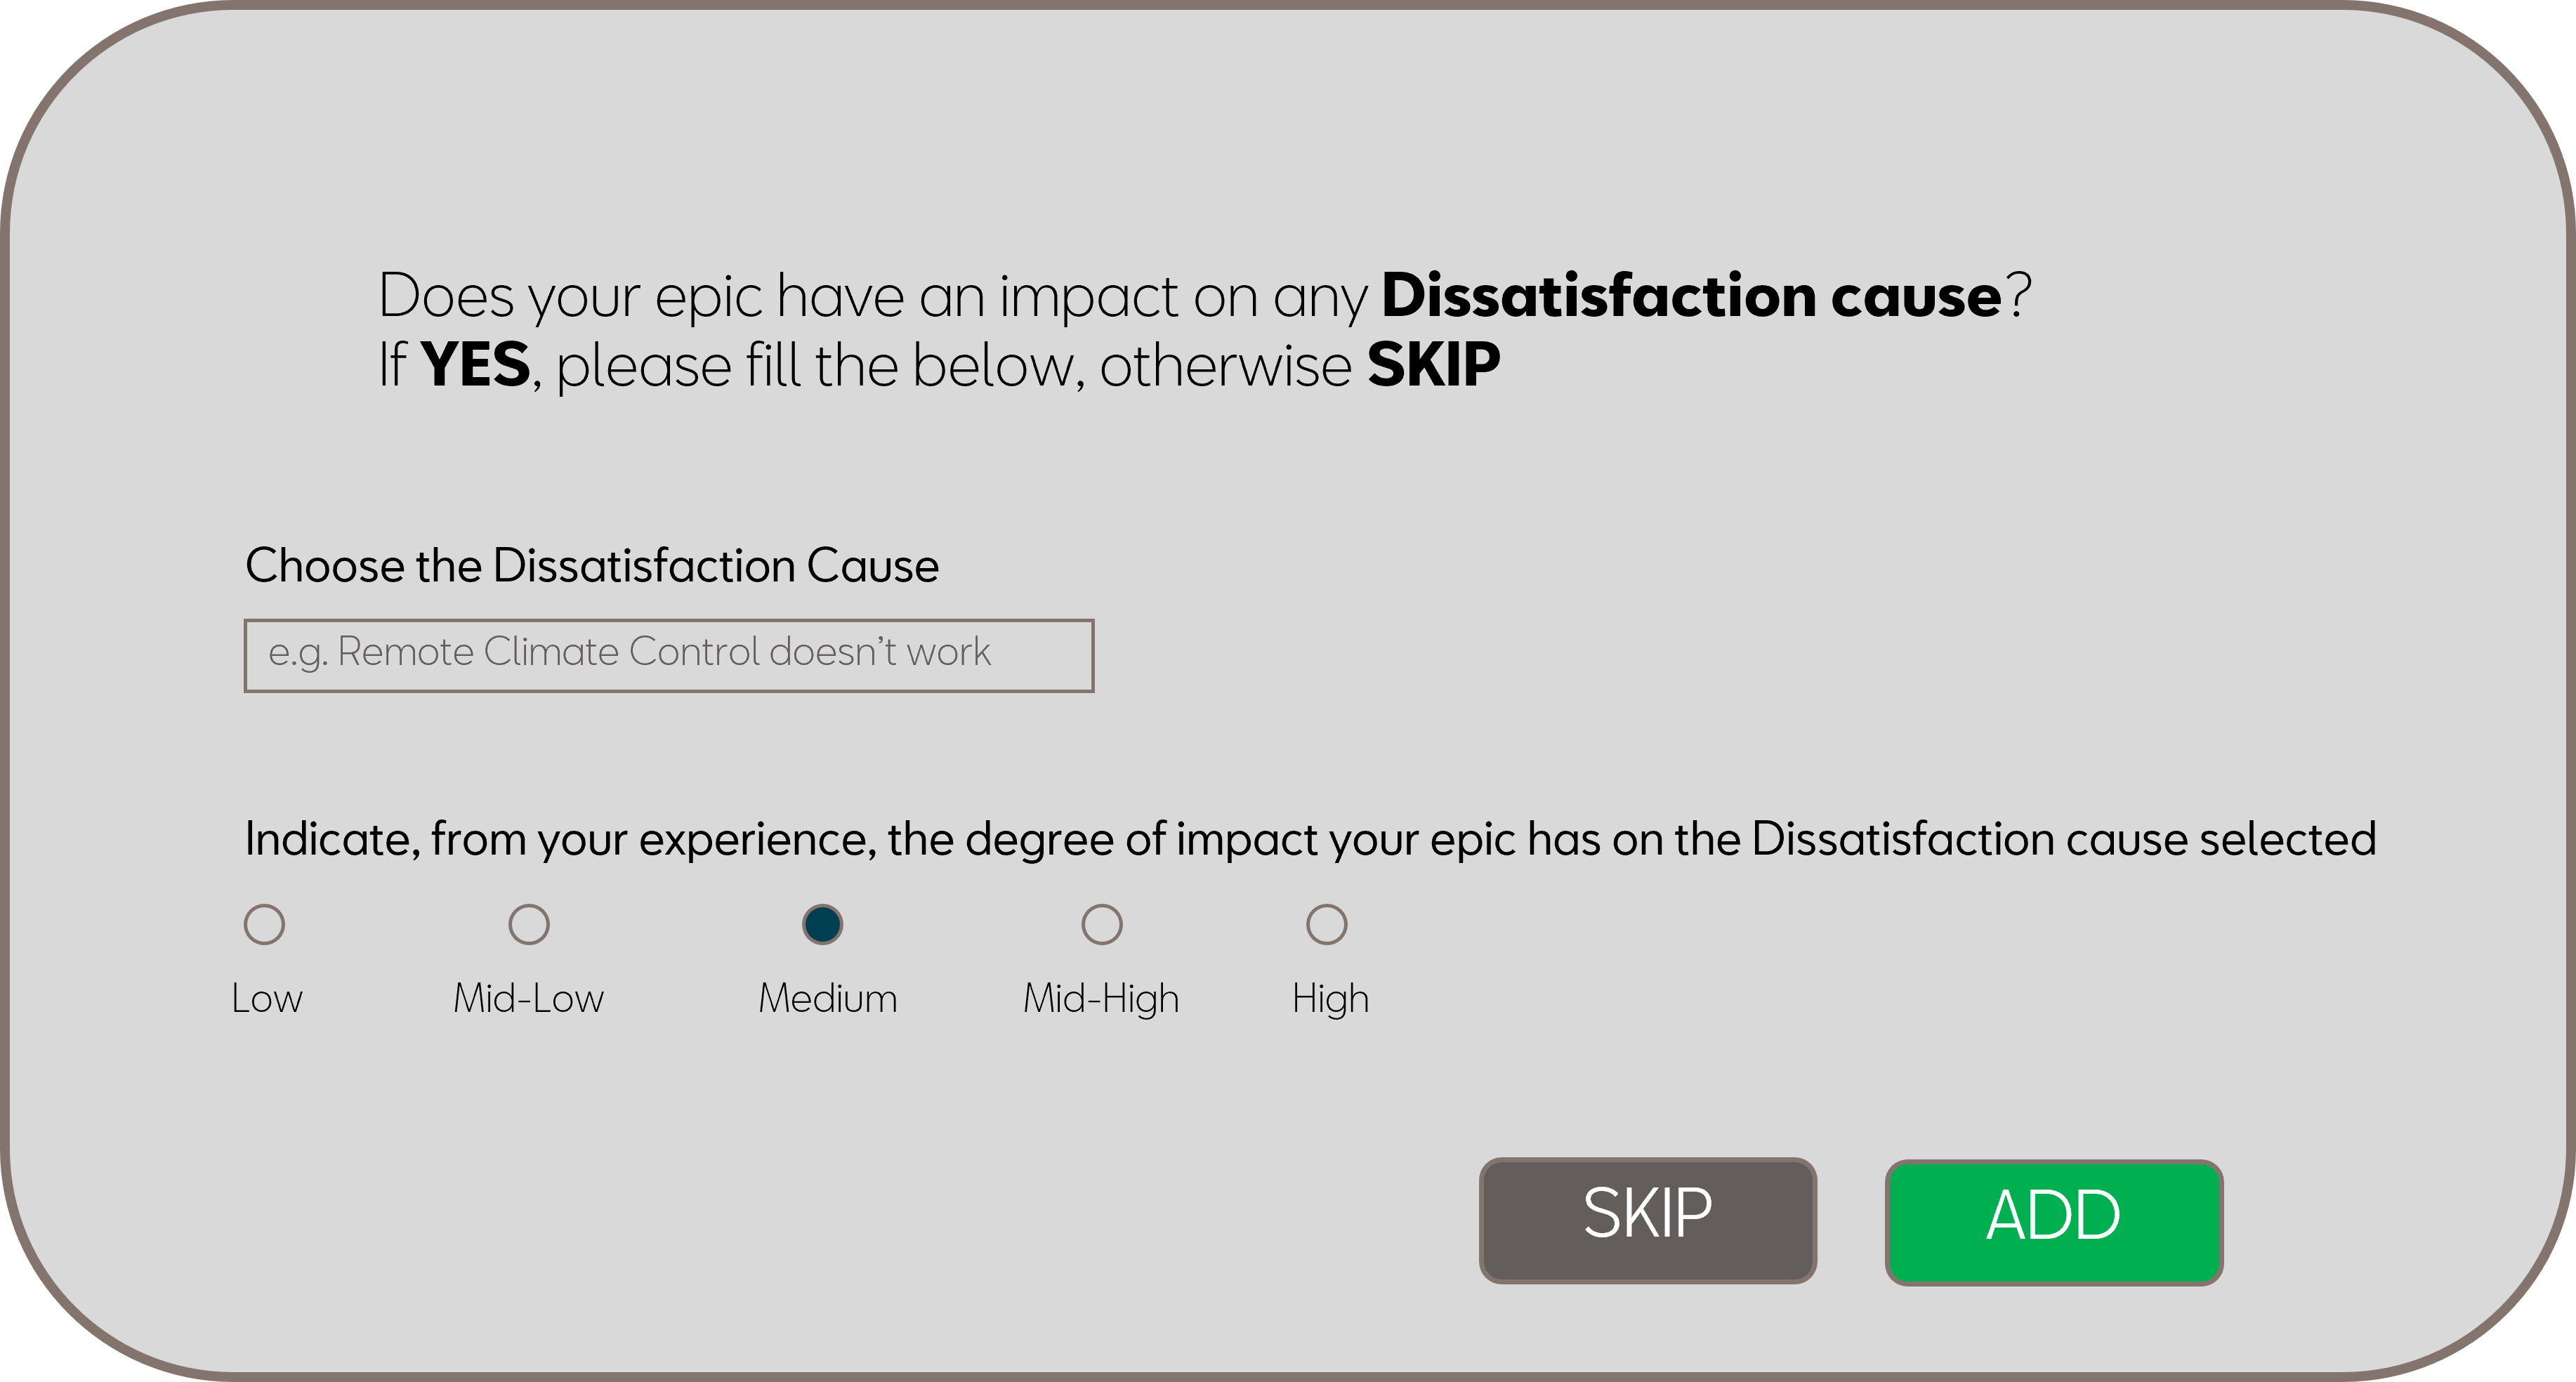 Does your epic have an impact on any Dissatisfaction cause?
If YES, please fill the below, otherwise SKIP
Choose the Dissatisfaction Cause
e.g. Remote Climate Control doesn’t work
Indicate, from your experience, the degree of impact your epic has on the Dissatisfaction cause selected
Low Mid-Low Medium Mid-High High
SKIP ADD